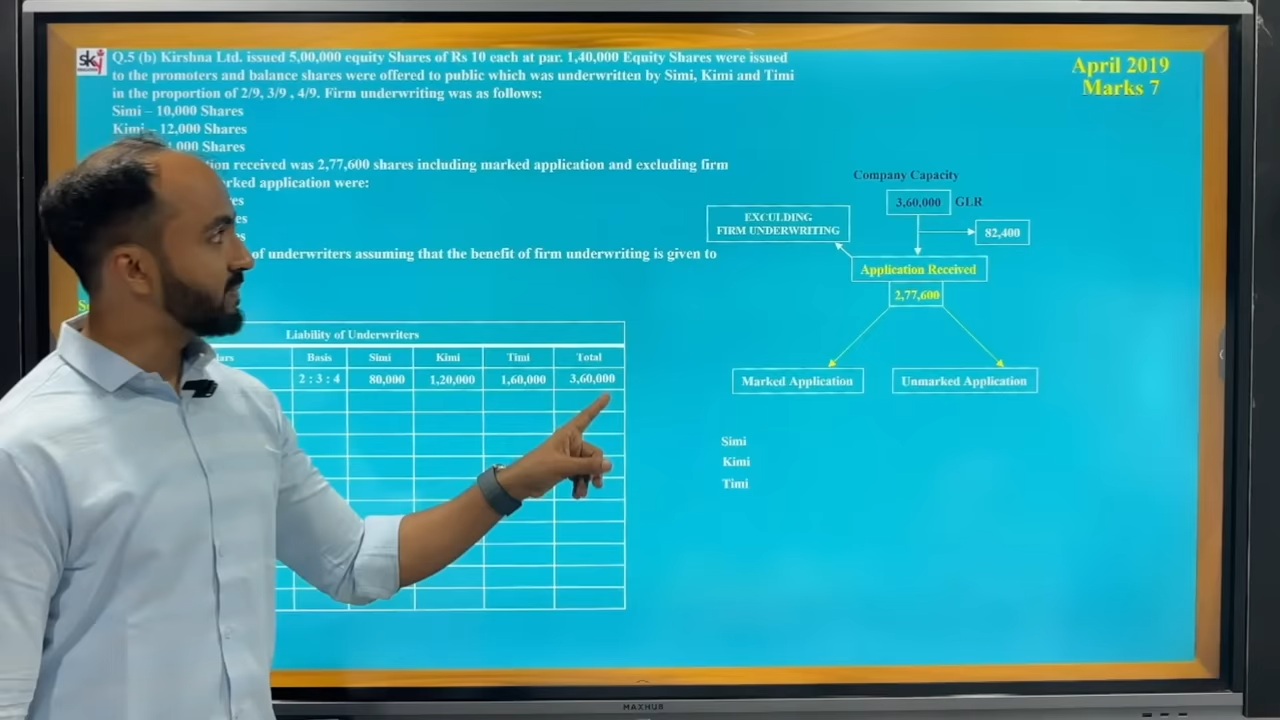 sky
Q.5 (b) Kirshna Ltd. issued 5,00,000 equity Shares of Rs 10 each at par. 1,40,000 Equity Shares were issued
to the promoters and balance shares were offered to public which was underwritten by Simi, Kimi and Timi
in the proportion of 2/9, 3/9 , 4/9. Firm underwriting was as follows:
Simi – 10,000 Shares
Kimi – 12,000 Shares
Shares
received was 2,77,600 shares including marked application and excluding firm
application were:
of underwriters assuming that the benefit of firm underwriting is given to
April 2019
Marks 7
Company Capacity
3,60,000 GLR
EXCULDING
FIRM UNDERWRITING
82,400
Application Received
2,77,600
Marked Application
Unmarked Application
Simi
Kimi
Timi
Liability of Underwriters
Basis Simi Kimi Timi Total
2 : 3 : 4 80,000 1,20,000 1,60,000 3,60,000
MAXHUB